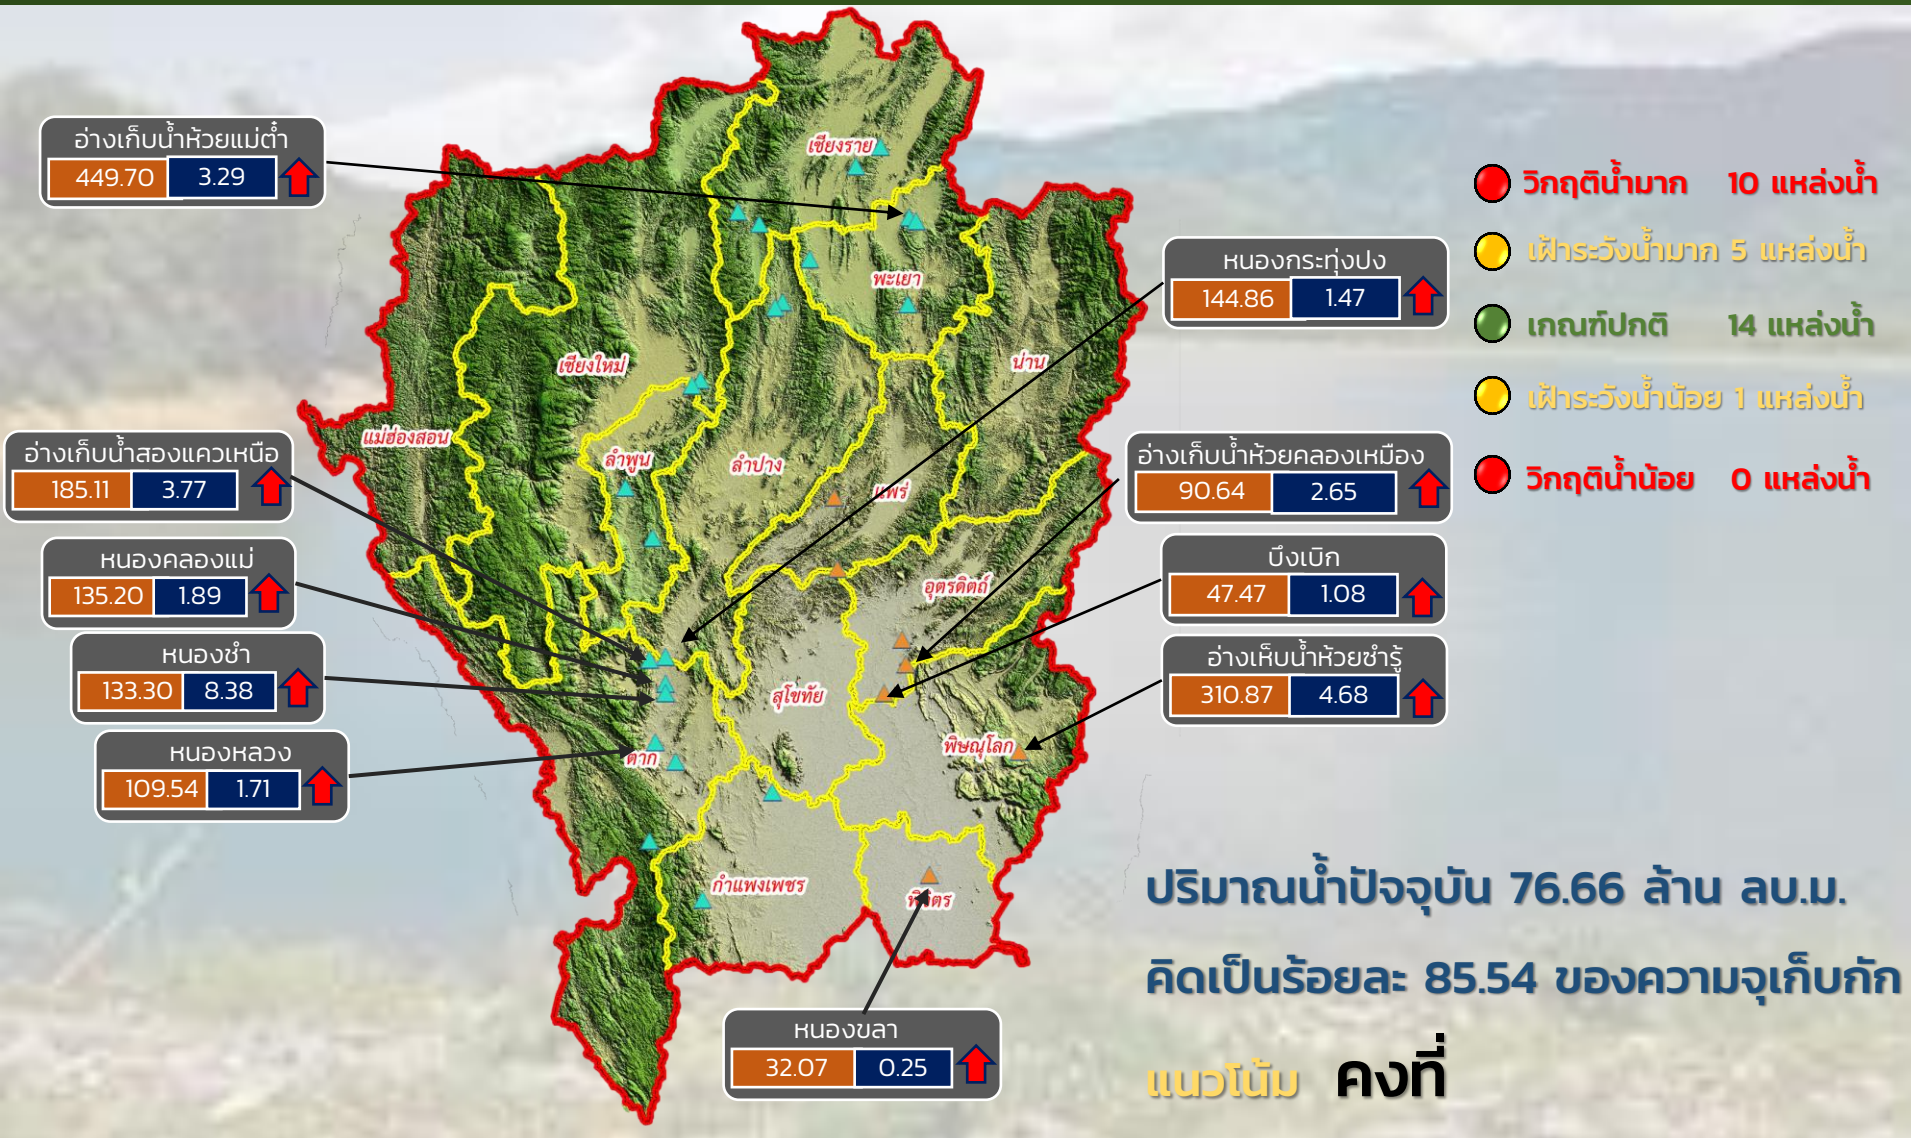 อ่างเก็บน้ำห้วยแม่ต๋ำ
449.70 3.29
อ่างเก็บน้ำสองแควเหนือ
185.11 3.77
หนองคลองแม่
135.20 1.89
หนองชำ
133.30 8.38
หนองหลวง
109.54 1.71
หนองขลา
32.07 0.25
หนองกระทุ่งปง
144.86 1.47
อ่างเก็บน้ำห้วยคลองเหมือง
90.64 2.65
บึงเบิก
47.47 1.08
อ่างเห็บน้ำห้วยซำรู้
310.87 4.68
เชียงราย
พะเยา
เชียงใหม่
น่าน
แม่ฮ่องสอน
ลำพูน
ลำปาง
แพร่
อุตรดิตถ์
สุโขทัย
พิษณุโลก
ตาก
กำแพงเพชร
วิกฤติน้ำมาก 10 แหล่งน้ำ
เฝ้าระวังน้ำมาก 5 แหล่งน้ำ
เกณฑ์ปกติ 14 แหล่งน้ำ
เฝ้าระวังน้ำน้อย 1 แหล่งน้ำ
วิกฤติน้ำน้อย 0 แหล่งน้ำ
ปริมาณน้ำปัจจุบัน 76.66 ล้าน ลบ.ม.
คิดเป็นร้อยละ 85.54 ของความจุเก็บกัก
แนวโน้ม คงที่